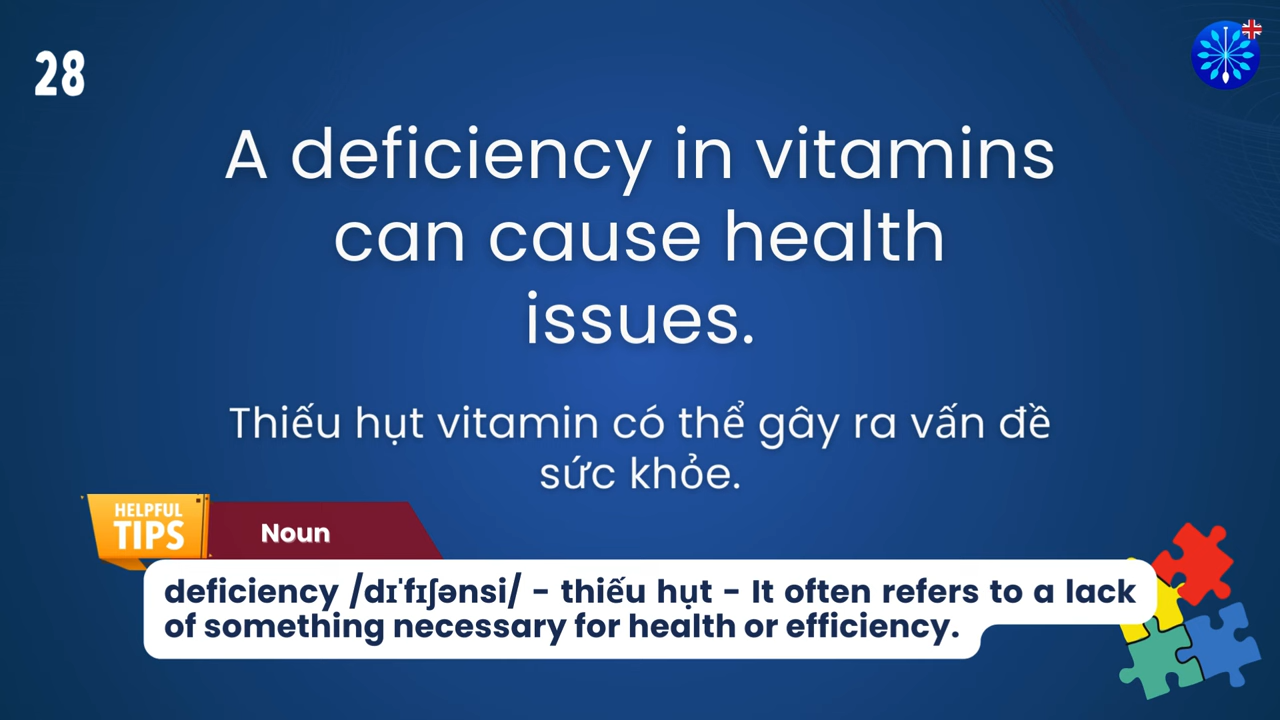 28
A deficiency in vitamins
can cause health
issues.
Thiếu hụt vitamin có thể gây ra vấn đề
sức khỏe.
HELPFUL
TIPS
Noun
deficiency /dɪˈfɪʃənsi/ - thiếu hụt - It often refers to a lack
of something necessary for health or efficiency.